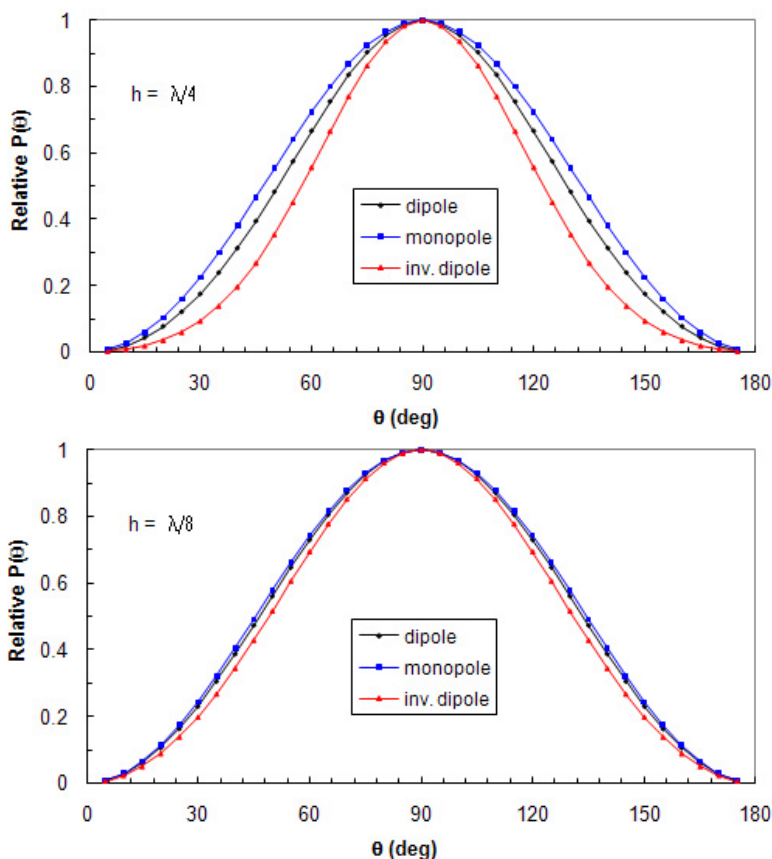 1
0.8
0.6
0.4
0.2
0
Relative P(θ)
h = λ/4
dipole
monopole
inv. dipole
0 30 60 90 120 150 180
θ (deg)
1
0.8
0.6
0.4
0.2
0
Relative P(θ)
h = λ/8
dipole
monopole
inv. dipole
0 30 60 90 120 150 180
θ (deg)